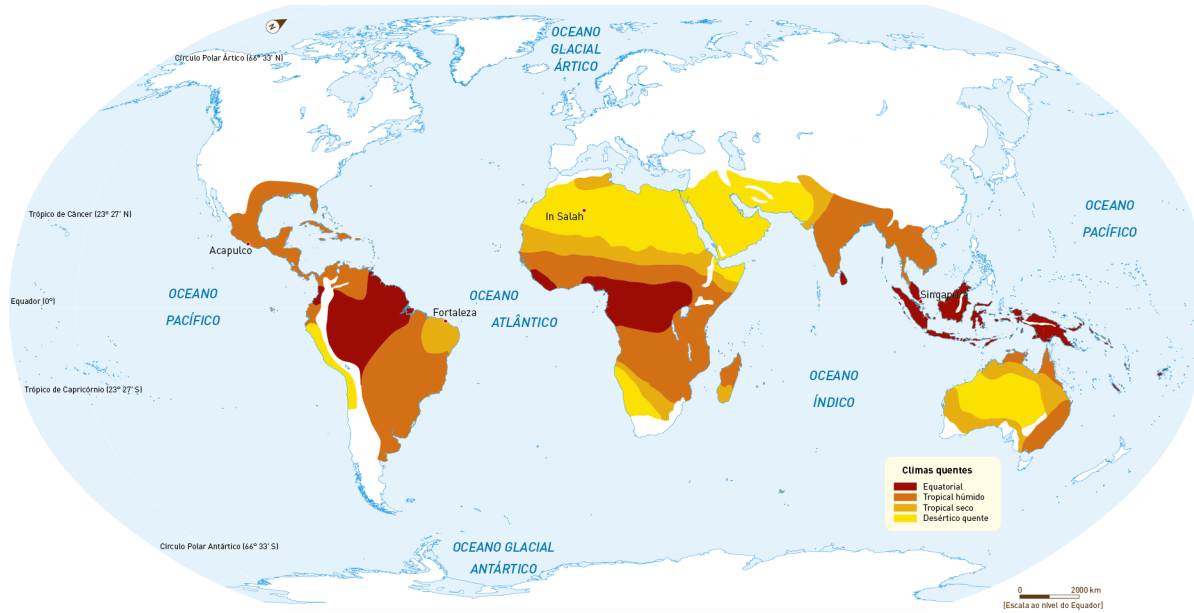 N
OCEANO
GLACIAL
ÁRTICO
Círculo Polar Ártico (66° 33' N)
Trópico de Câncer (23° 27' N)
OCEANO
PACÍFICO
In Salah
Acapulco
Equador (0°)
OCEANO
PACÍFICO
OCEANO
ATLÂNTICO
Singapura
Fortaleza
Trópico de Capricórnio (23° 27' S)
OCEANO
ÍNDICO
Climas quentes
Equatorial
Tropical húmido
Tropical seco
Desértico quente
Círculo Polar Antártico (66° 33' S)
OCEANO GLACIAL
ANTÁRTICO
0 2000 km
[Escala ao nível do Equador]